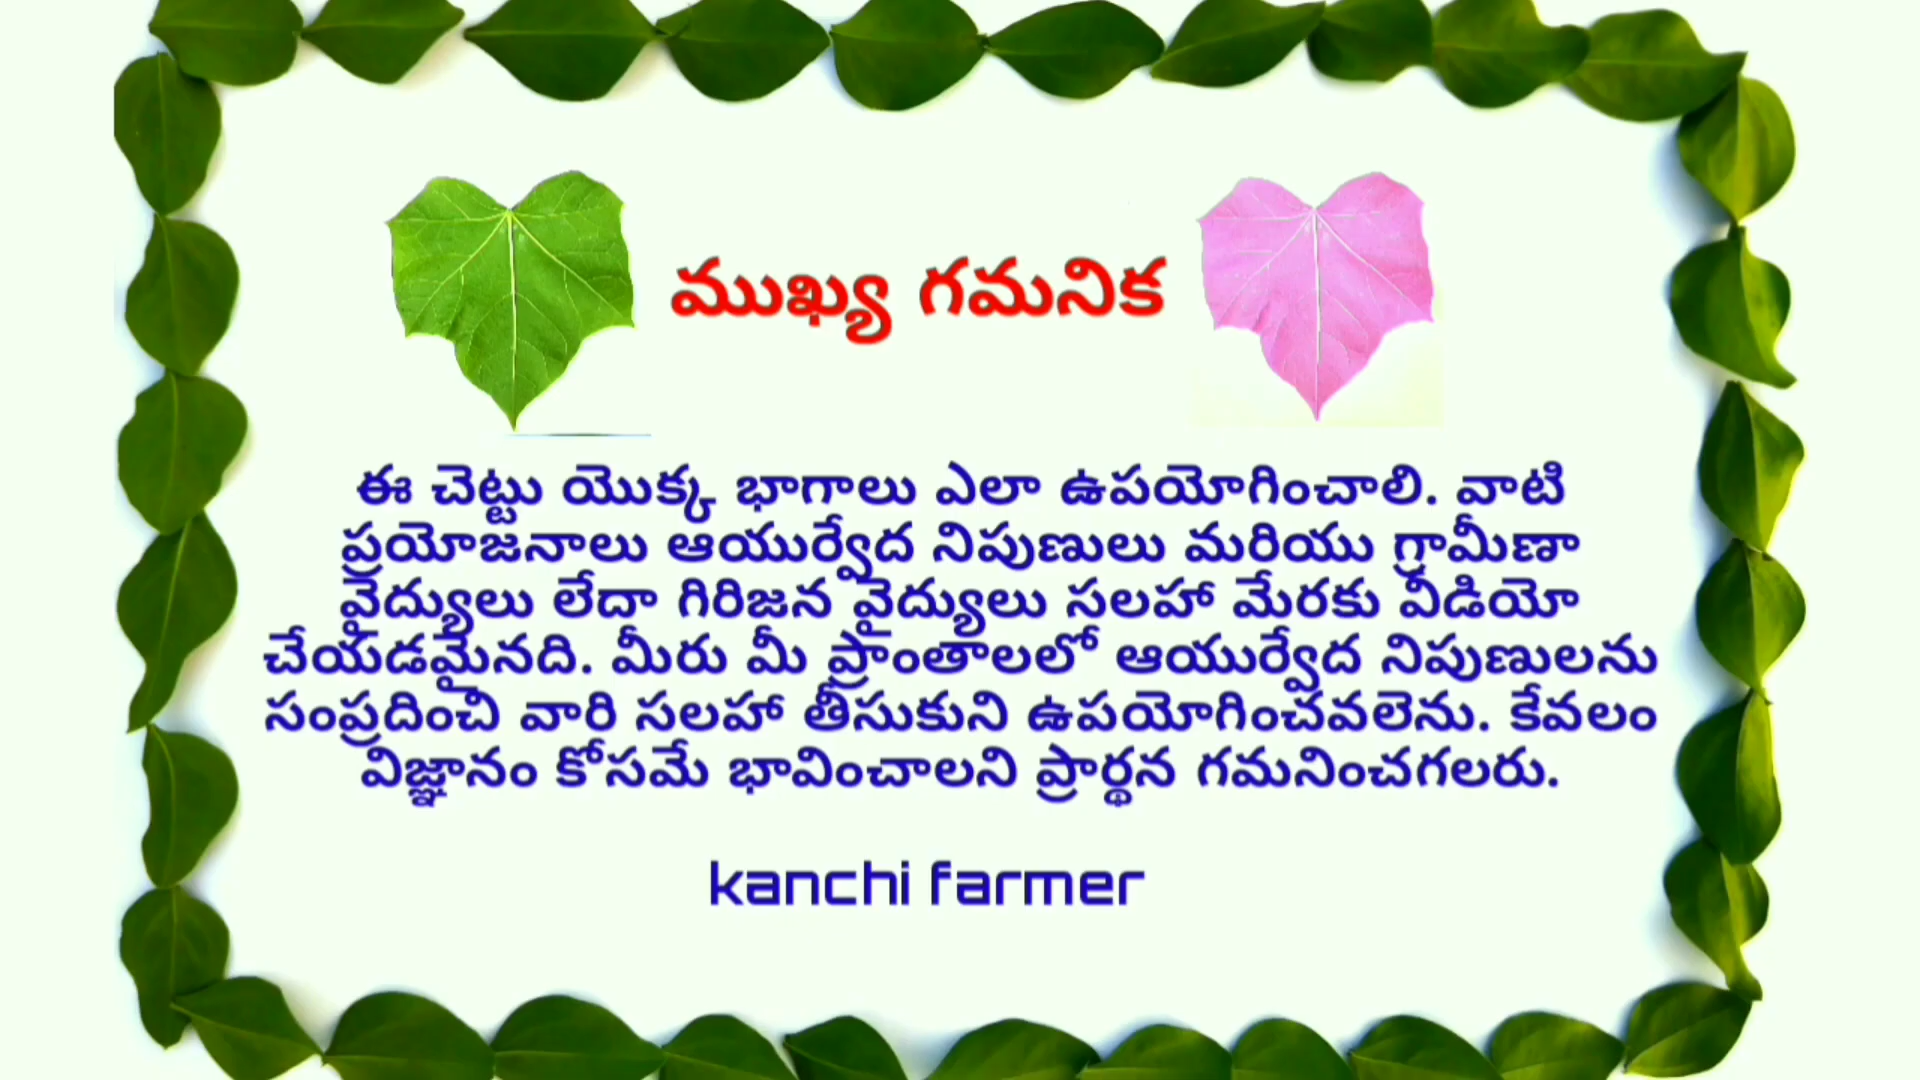 ముఖ్య గమనిక
ఈ చెట్టు యొక్క భాగాలు ఎలా ఉపయోగించాలి. వాటి
ప్రయోజనాలు ఆయుర్వేద నిపుణులు మరియు గ్రామీణా
వైద్యులు లేదా గిరిజన వైద్యులు సలహా మేరకు వీడియో
చేయడమైనది. మీరు మీ ప్రాంతాలలో ఆయుర్వేద నిపుణులను
సంప్రదించి వారి సలహా తీసుకుని ఉపయోగించవలెను. కేవలం
విజ్ఞానం కోసమే భావించాలని ప్రార్థన గమనించగలరు.
kanchi farmer